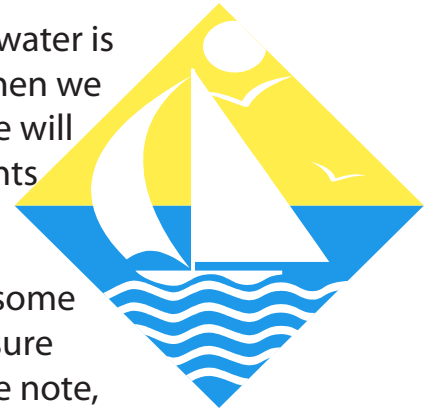 water is
hen we
e will
nts
some
sure
e note,